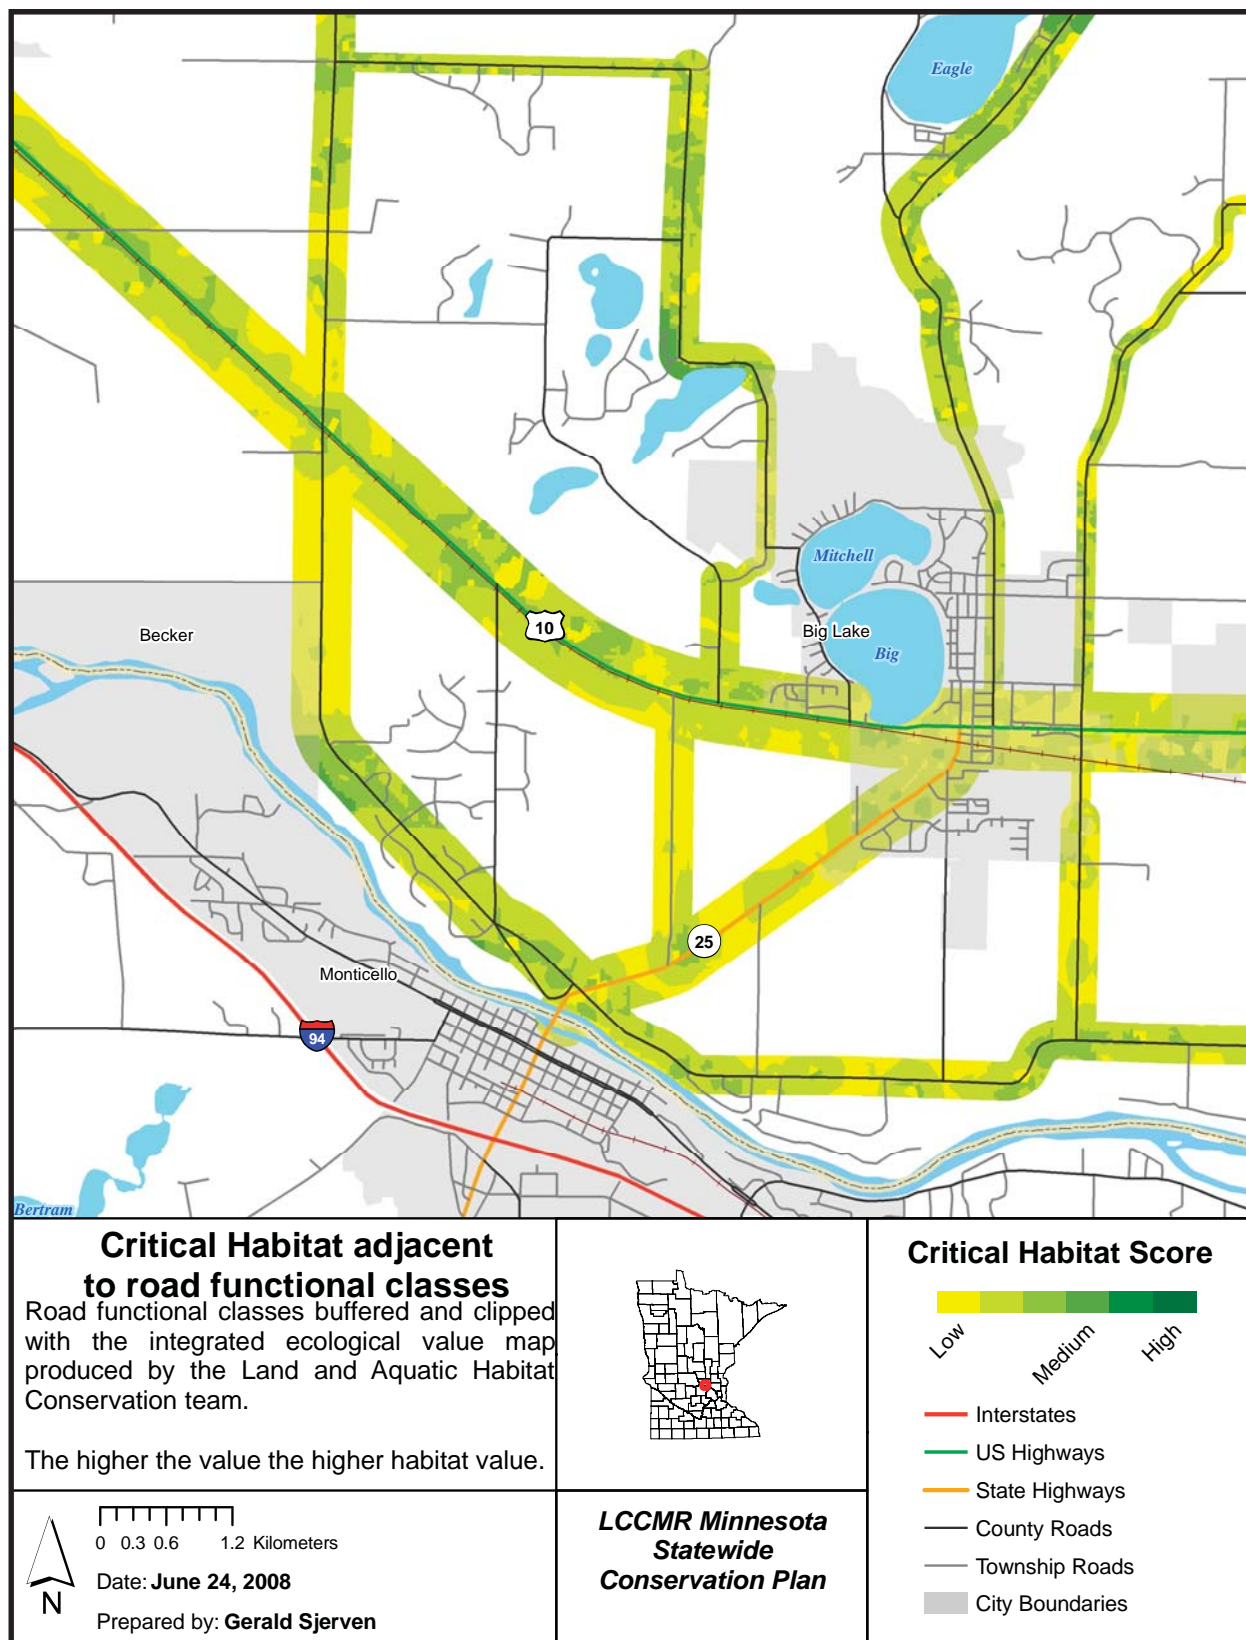 Eagle
Mitchell
Big Lake
Big
10
Becker
25
Monticello
94
Bertram
Critical Habitat adjacent
to road functional classes
Road functional classes buffered and clipped
with the integrated ecological value map
produced by the Land and Aquatic Habitat
Conservation team.
The higher the value the higher habitat value.
0 0.3 0.6 1.2 Kilometers
N
Date: June 24, 2008
Prepared by: Gerald Sjerven
LCCMR Minnesota
Statewide
Conservation Plan
Critical Habitat Score
Low
Medium
High
Interstates
US Highways
State Highways
County Roads
Township Roads
City Boundaries